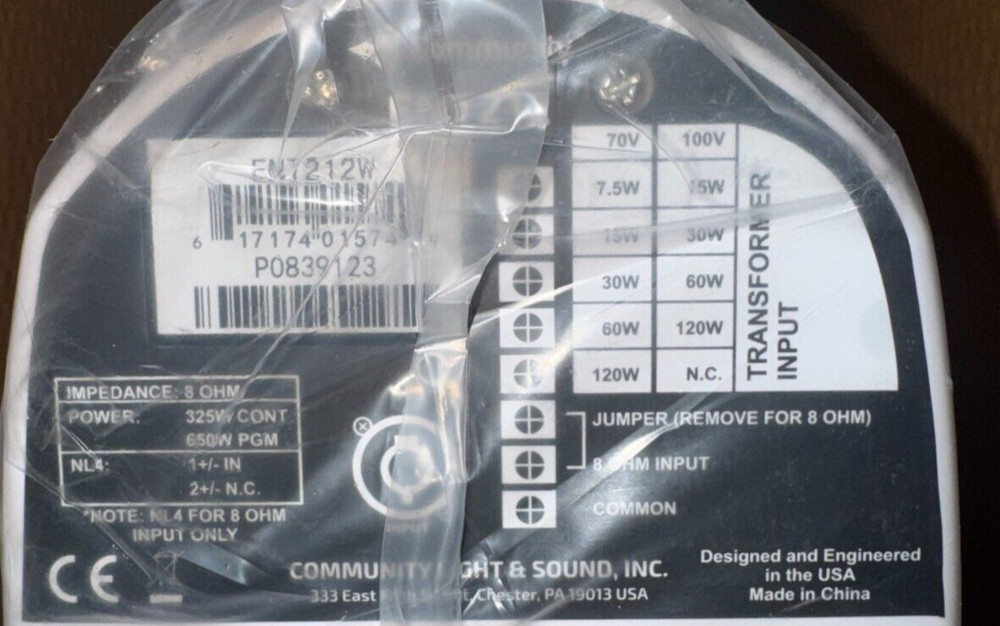 Community
ENT212W
6 17174 01574
P0839123
70V 100V
7.5W 15W
15W 30W
30W 60W
60W 120W
120W N.C.
TRANSFORMER
INPUT
IMPEDANCE: 8 OHM
POWER: 325W CONT
650W PGM
NL4: 1+/- IN
2+/- N.C.
*NOTE: NL4 FOR 8 OHM
INPUT ONLY
JUMPER (REMOVE FOR 8 OHM)
8 OHM INPUT
COMMON
CE
COMMUNITY LIGHT & SOUND, INC.
333 East Chester, PA 19013 USA
Designed and Engineered
in the USA
Made in China